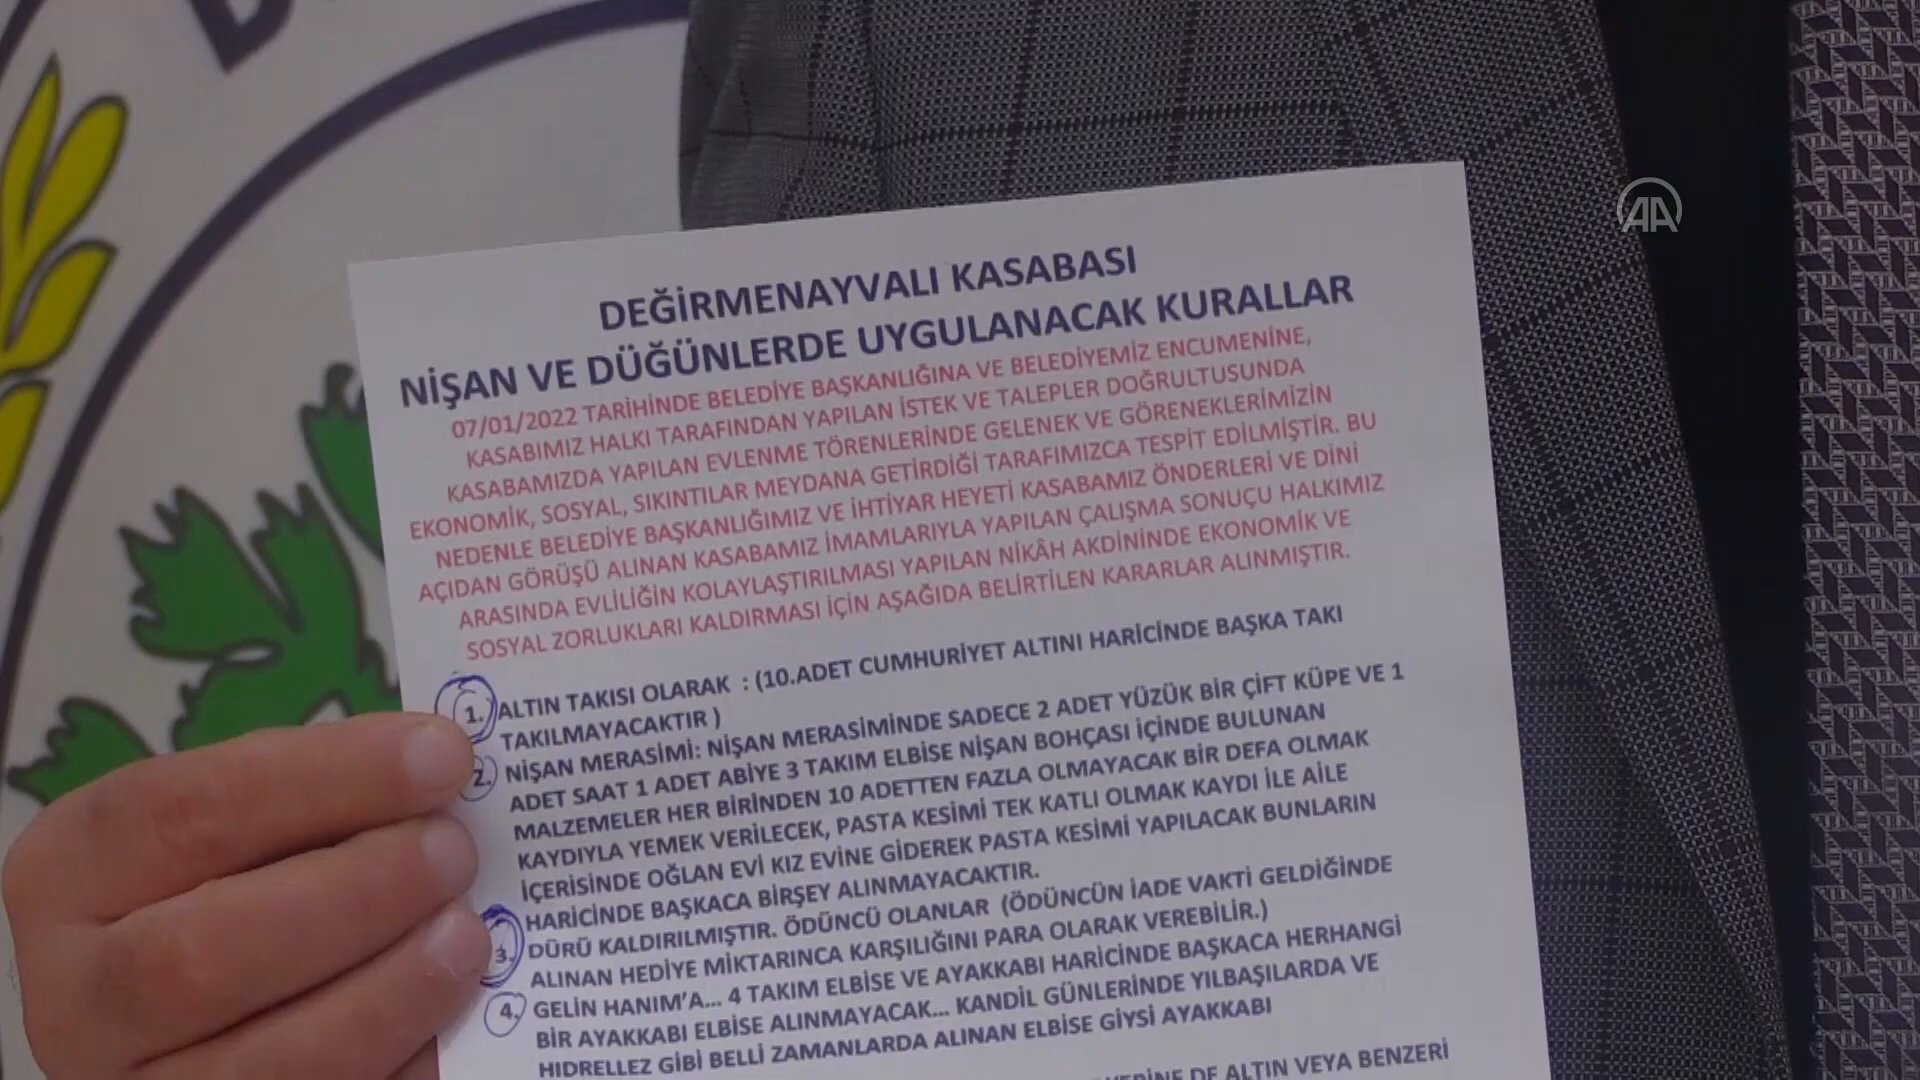 AA
DEĞİRMENAYVALI KASABASI
NİŞAN VE DÜĞÜNLERDE UYGULANACAK KURALLAR
07/01/2022 TARİHİNDE BELEDİYE BAŞKANLIĞINA VE BELEDİYEMİZ ENCUMENİNE,
KASABIMIZ HALKI TARAFINDAN YAPILAN İSTEK VE TALEPLER DOĞRULTUSUNDA
KASABAMIZDA YAPILAN EVLENME TÖRENLERİNDE GELENEK VE GÖRENEKLERİMİZİN
EKONOMİK, SOSYAL, SIKINTILAR MEYDANA GETİRDİĞİ TARAFIMIZCA TESPİT EDİLMİŞTİR. BU
NEDENLE BELEDİYE BAŞKANLIĞIMIZ VE İHTİYAR HEYETİ KASABAMIZ ÖNDERLERİ VE DİNİ
AÇIDAN GÖRÜŞÜ ALINAN KASABAMIZ İMAMLARIYLA YAPILAN ÇALIŞMA SONUÇU HALKIMIZ
ARASINDA EVLİLİĞİN KOLAYLAŞTIRILMASI YAPILAN NİKÂH AKDİNİNDE EKONOMİK VE
SOSYAL ZORLUKLARI KALDIRMASI İÇİN AŞAĞIDA BELİRTİLEN KARARLAR ALINMIŞTIR.
1. ALTIN TAKISI OLARAK : (10.ADET CUMHURİYET ALTINI HARİCİNDE BAŞKA TAKI
TAKILMAYACAKTIR )
2. NİŞAN MERASİMİ: NİŞAN MERASİMİNDE SADECE 2 ADET YÜZÜK BİR ÇİFT KÜPE VE 1
ADET SAAT 1 ADET ABİYE 3 TAKIM ELBİSE NİŞAN BOHÇASI İÇİNDE BULUNAN
MALZEMELER HER BİRİNDEN 10 ADETTEN FAZLA OLMAYACAK BİR DEFA OLMAK
KAYDIYLA YEMEK VERİLECEK, PASTA KESİMİ TEK KATLI OLMAK KAYDI İLE AİLE
İÇERİSİNDE OĞLAN EVİ KIZ EVİNE GİDEREK PASTA KESİMİ YAPILACAK BUNLARIN
HARİCİNDE BAŞKACA BİRŞEY ALINMAYACAKTIR.
3. DÜRÜ KALDIRILMIŞTIR. ÖDÜNCÜ OLANLAR (ÖDÜNCÜN İADE VAKTİ GELDİĞİNDE
ALINAN HEDİYE MİKTARINCA KARŞILIĞINI PARA OLARAK VEREBİLİR.)
4. GELİN HANIM'A... 4 TAKIM ELBİSE VE AYAKKABI HARİCİNDE BAŞKACA HERHANGİ
BİR AYAKKABI ELBİSE ALINMAYACAK... KANDİL GÜNLERİNDE YILBAŞILARDA VE
HIDRELLEZ GİBİ BELLİ ZAMANLARDA ALINAN ELBİSE GİYSİ AYAKKABI
YERİNE DE ALTIN VEYA BENZERİ